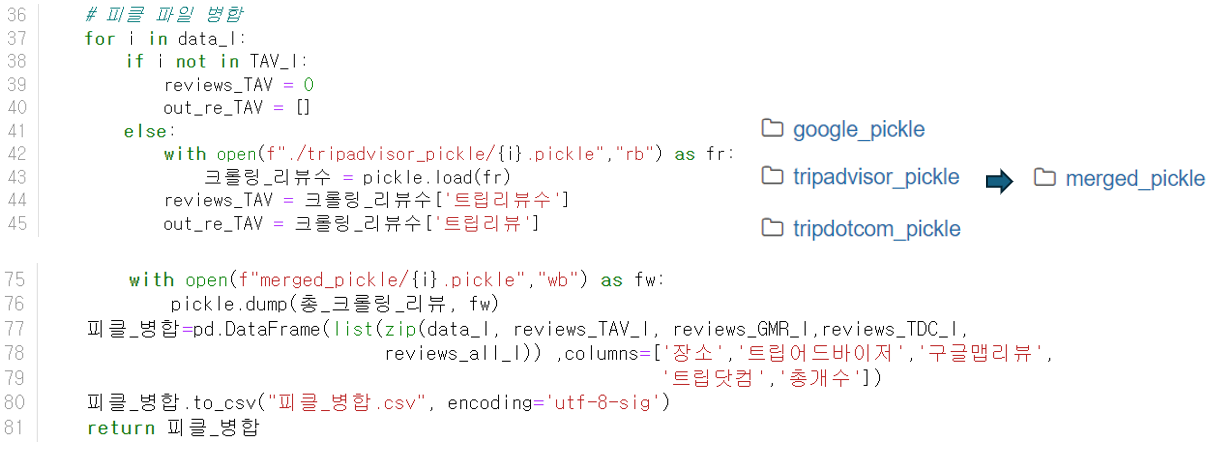 36 # 피클 파일 병합
37 for i in data_l:
38 if i not in TAV_l:
39 reviews_TAV = 0
40 out_re_TAV = []
41 else:
42 with open(f"./tripadvisor_pickle/{i}.pickle","rb") as fr:
43 크롤링_리뷰수 = pickle.load(fr)
44 reviews_TAV = 크롤링_리뷰수['트립리뷰수']
45 out_re_TAV = 크롤링_리뷰수['트립리뷰']
google_pickle
tripadvisor_pickle
merged_pickle
tripdotcom_pickle
75 with open(f"merged_pickle/{i}.pickle","wb") as fw:
76 pickle.dump(총_크롤링_리뷰, fw)
77 피클_병합=pd.DataFrame(list(zip(data_l, reviews_TAV_l, reviews_GMR_l,reviews_TDC_l,
78 reviews_all_l)) ,columns=['장소','트립어드바이저','구글맵리뷰',
79 '트립닷컴','총개수'])
80 피클_병합.to_csv("피클_병합.csv", encoding='utf-8-sig')
81 return 피클_병합